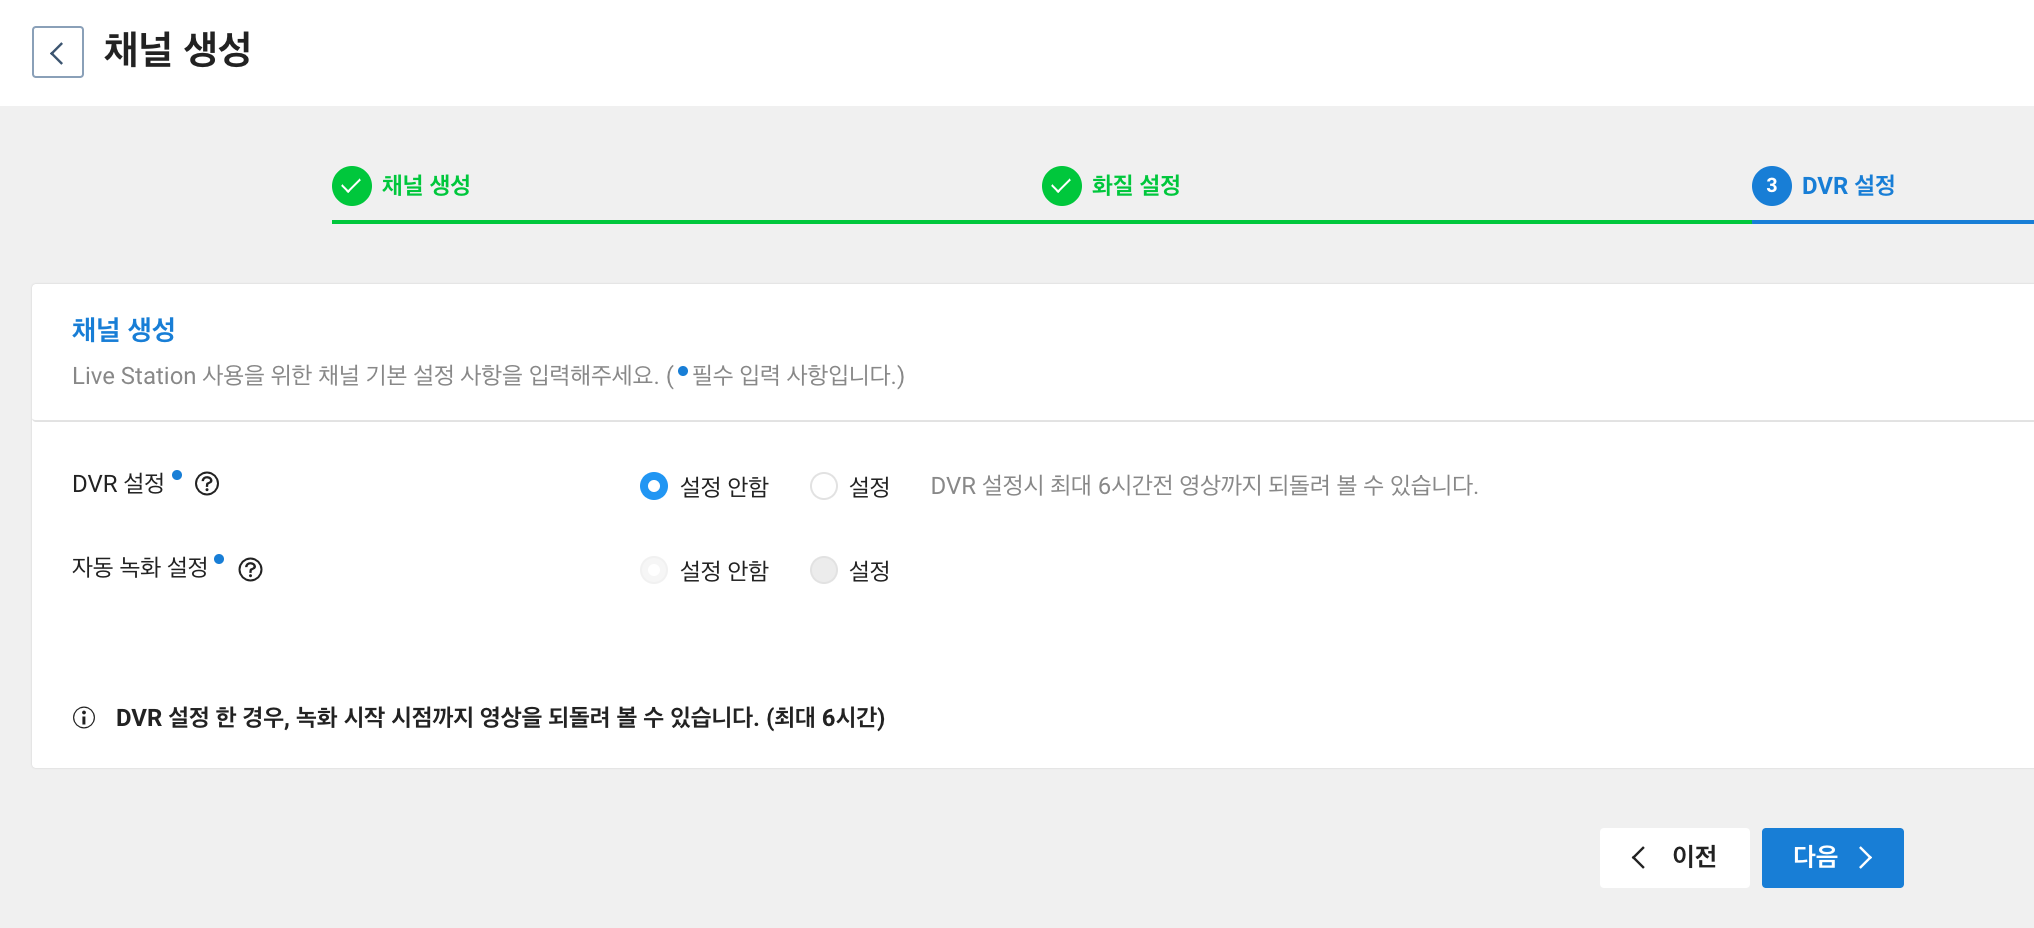 채널 생성
채널 생성
화질 설정
3 DVR 설정
채널 생성
Live Station 사용을 위한 채널 기본 설정 사항을 입력해주세요. ( • 필수 입력 사항입니다.)
DVR 설정 • ? 설정 안함 설정 DVR 설정시 최대 6시간전 영상까지 되돌려 볼 수 있습니다.
자동 녹화 설정 • ? 설정 안함 설정
DVR 설정 한 경우, 녹화 시작 시점까지 영상을 되돌려 볼 수 있습니다. (최대 6시간)
이전 다음